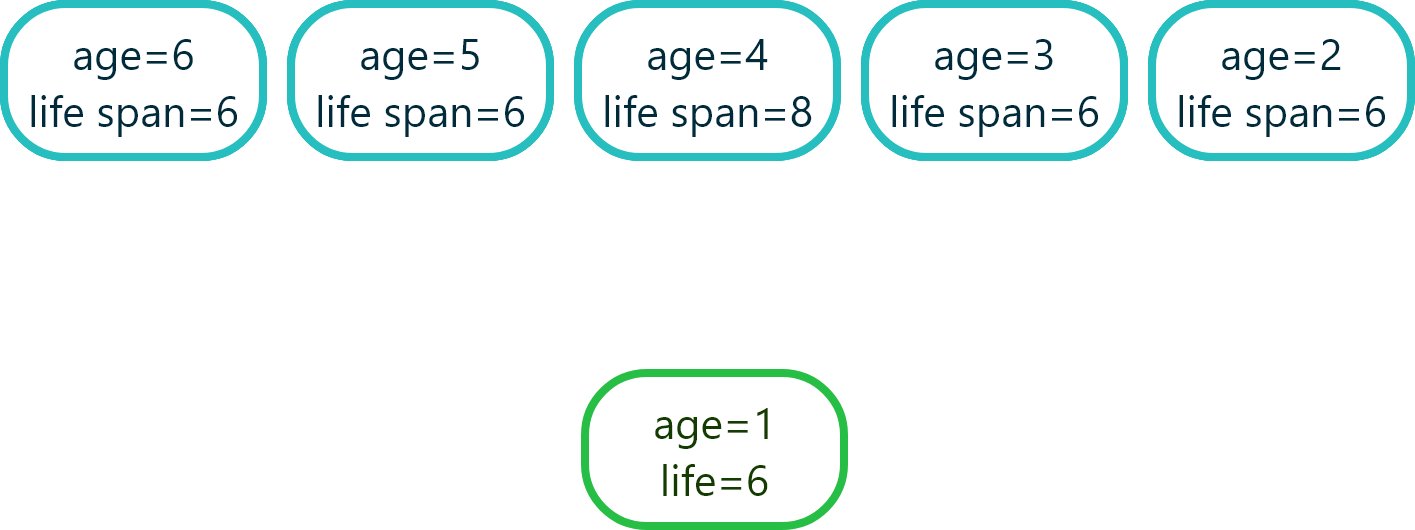 age=6
life span=6
age=5
life span=6
age=4
life span=8
age=3
life span=6
age=2
life span=6
age=1
life=6